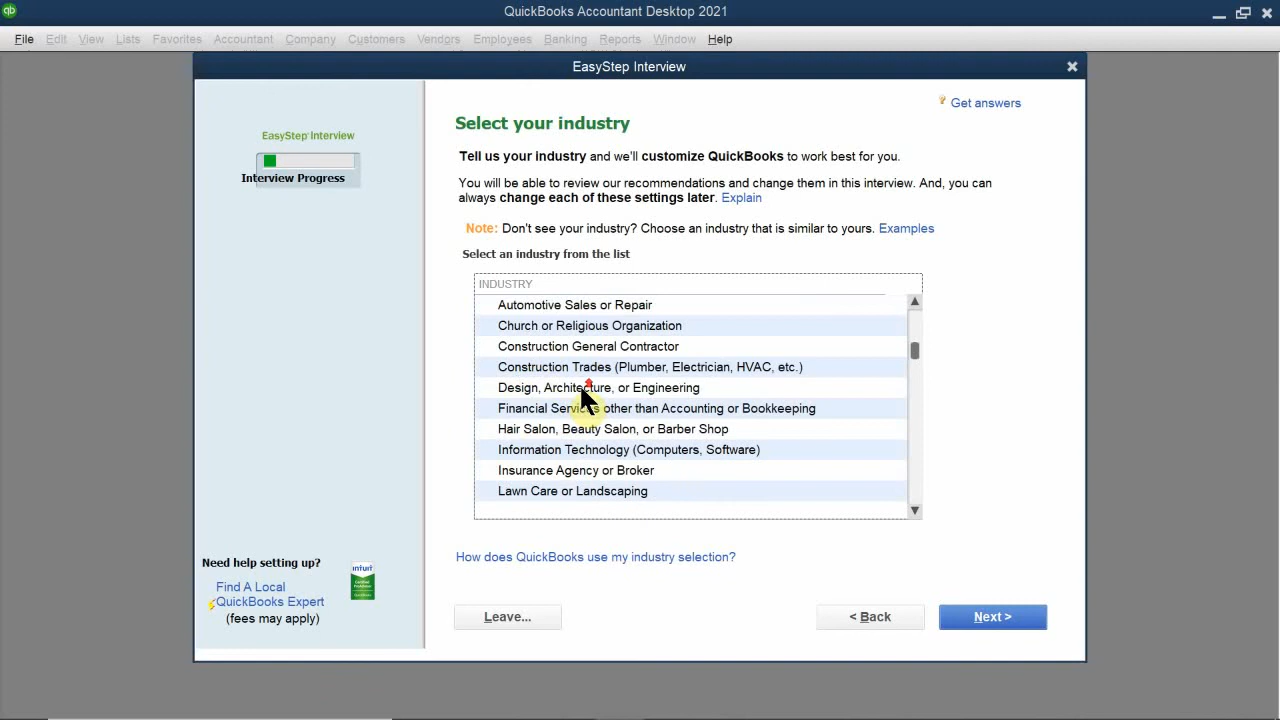 qb
QuickBooks Accountant Desktop 2021
File Edit View Lists Favorites Accountant Company Customers Vendors Employees Banking Reports Window Help
EasyStep Interview
Get answers
EasyStep Interview
Interview Progress
Select your industry
Tell us your industry and we'll customize QuickBooks to work best for you.
You will be able to review our recommendations and change them in this interview. And, you can
always change each of these settings later. Explain
Note: Don't see your industry? Choose an industry that is similar to yours. Examples
Select an industry from the list
INDUSTRY
Automotive Sales or Repair
Church or Religious Organization
Construction General Contractor
Construction Trades (Plumber, Electrician, HVAC, etc.)
Design, Architecture, or Engineering
Financial Services other than Accounting or Bookkeeping
Hair Salon, Beauty Salon, or Barber Shop
Information Technology (Computers, Software)
Insurance Agency or Broker
Lawn Care or Landscaping
How does QuickBooks use my industry selection?
Need help setting up?
Find A Local
QuickBooks Expert
(fees may apply)
intuit
Leave...
< Back
Next >